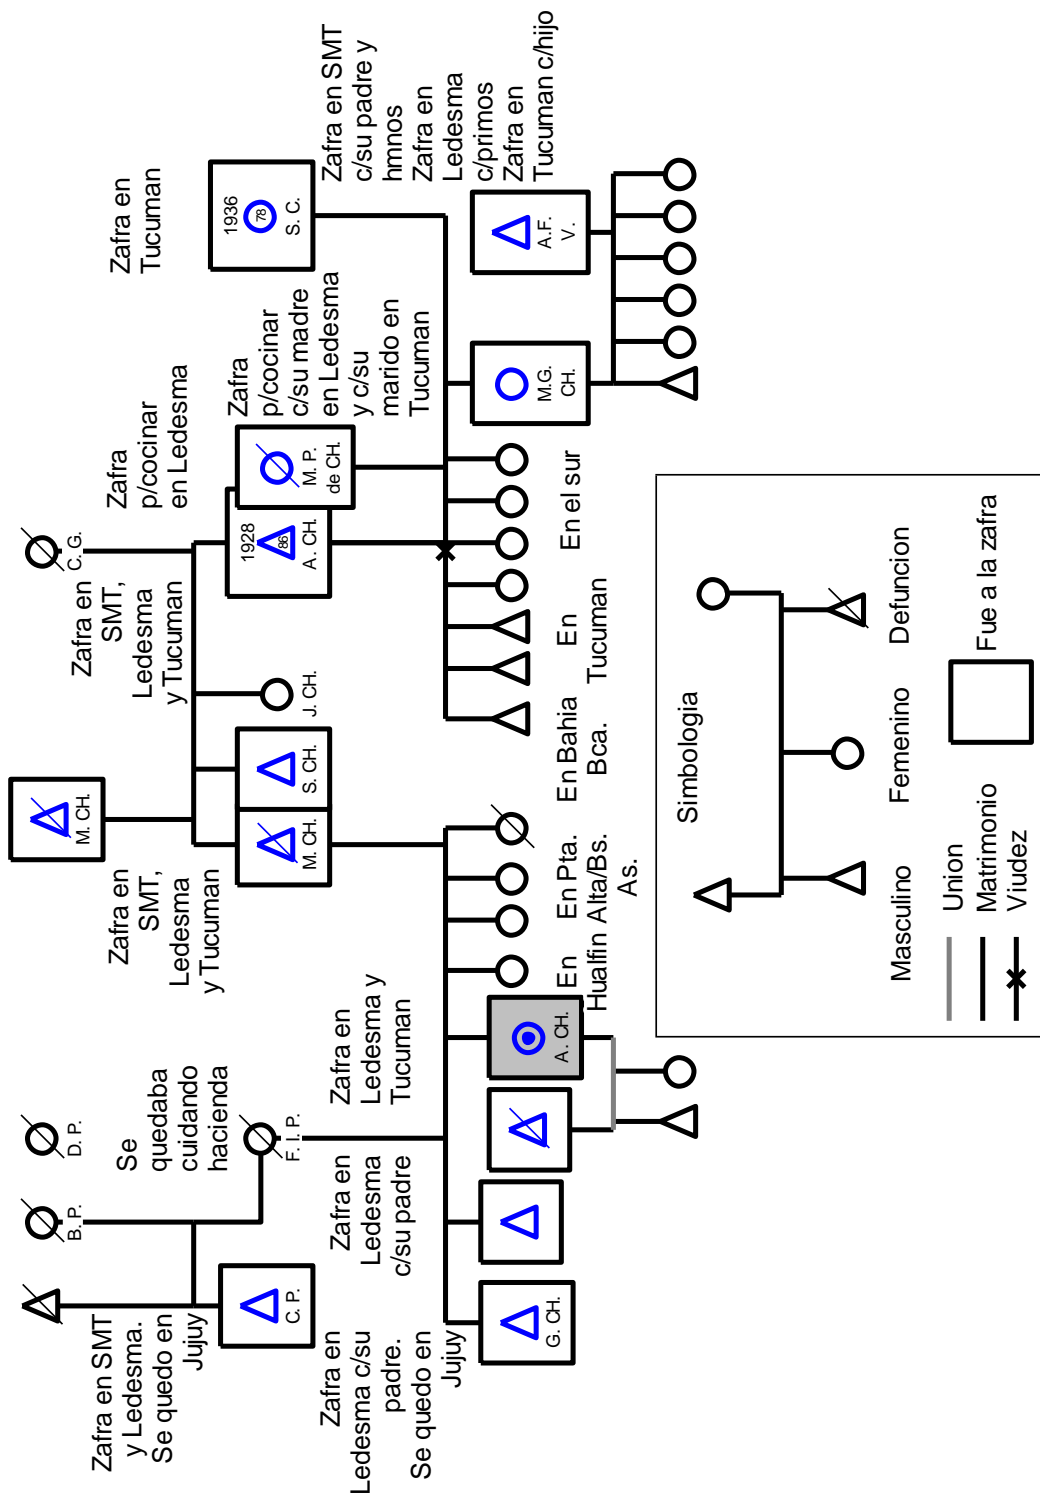 B. P.
D. P.
M. CH.
C. G.
Zafra en SMT
y Ledesma.
Se quedo en
Jujuy
Se
quedaba
cuidando
hacienda
Zafra en
SMT,
Ledesma
y Tucuman
Zafra en
SMT,
Ledesma
y Tucuman
Zafra
p/cocinar
en Ledesma
Zafra en
Tucuman
C. P.
F. I. P.
M. CH.
S. CH.
J. CH.
1928
86
A. CH.
M. P.
de CH.
1936
78
S. C.
Zafra en
Ledesma c/su
padre.
Se quedo en
Jujuy
Zafra en
Ledesma
c/su padre
Zafra en
Ledesma y
Tucuman
Zafra
p/cocinar
c/su madre
en Ledesma
y c/su
marido en
Tucuman
Zafra en SMT
c/su padre y
hmnos
Zafra en
Ledesma
c/primos
Zafra en
Tucuman c/hijo
G. CH.
A. CH.
M.G.
CH.
A.F.
V.
En
Hualfin
En Pta.
Alta/Bs.
As.
En Bahia
Bca.
En
Tucuman
En el sur
Simbologia
Masculino
Femenino
Defuncion
Union
Matrimonio
Viudez
Fue a la zafra